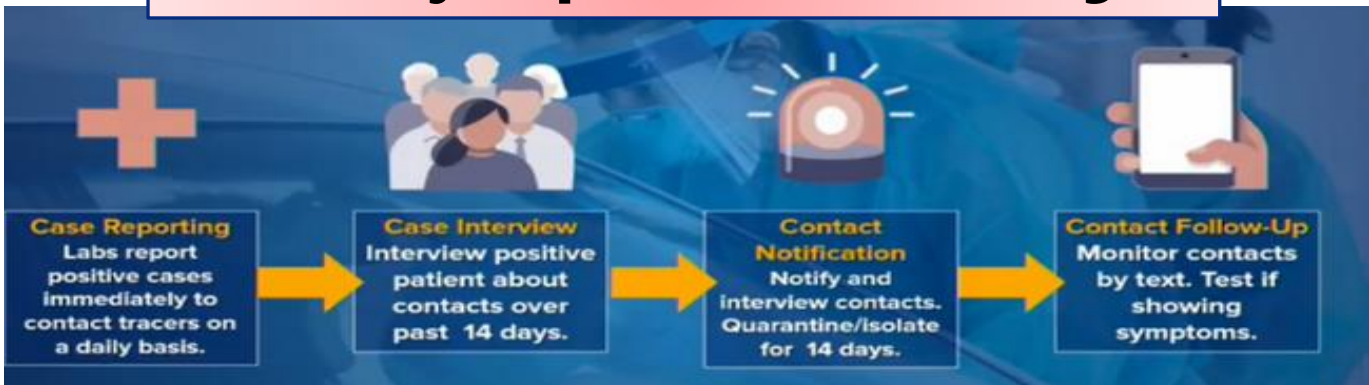 Case Reporting
Labs report
positive cases
immediately to
contact tracers on
a daily basis.
Case Interview
Interview positive
patient about
contacts over
past 14 days.
Contact
Notification
Notify and
interview contacts.
Quarantine/isolate
for 14 days.
Contact Follow-Up
Monitor contacts
by text. Test if
showing
symptoms.